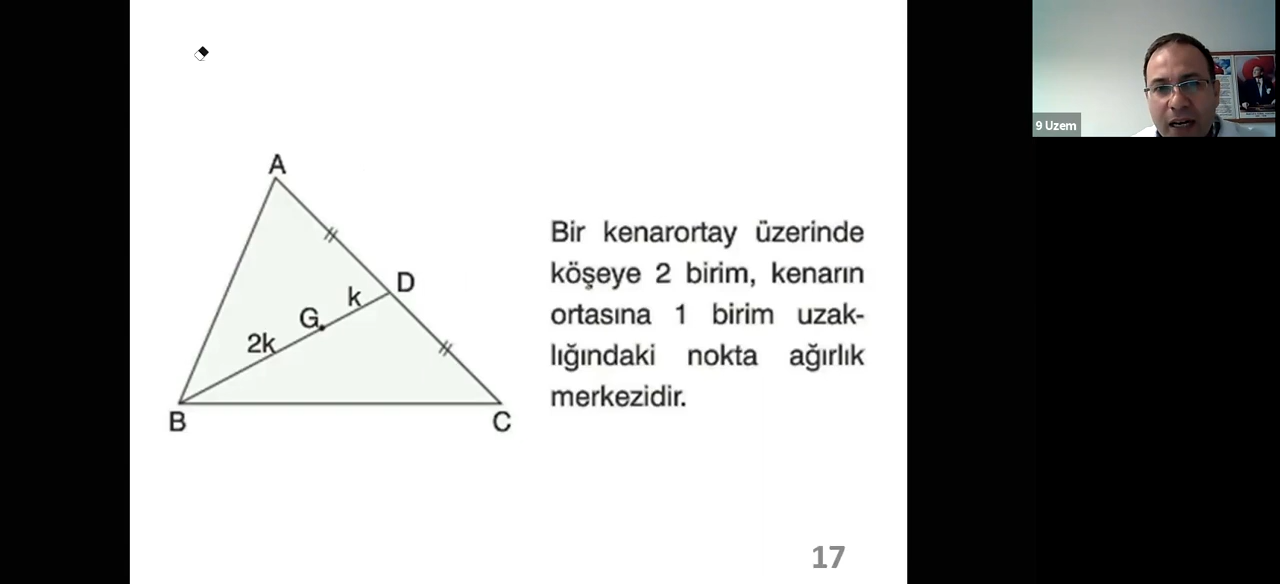 A
D
k
G
2k
B
C
Bir kenarortay üzerinde
köşeye 2 birim, kenarın
ortasına 1 birim uzak-
lığındaki nokta ağırlık
merkezidir.
17
9 Uzem